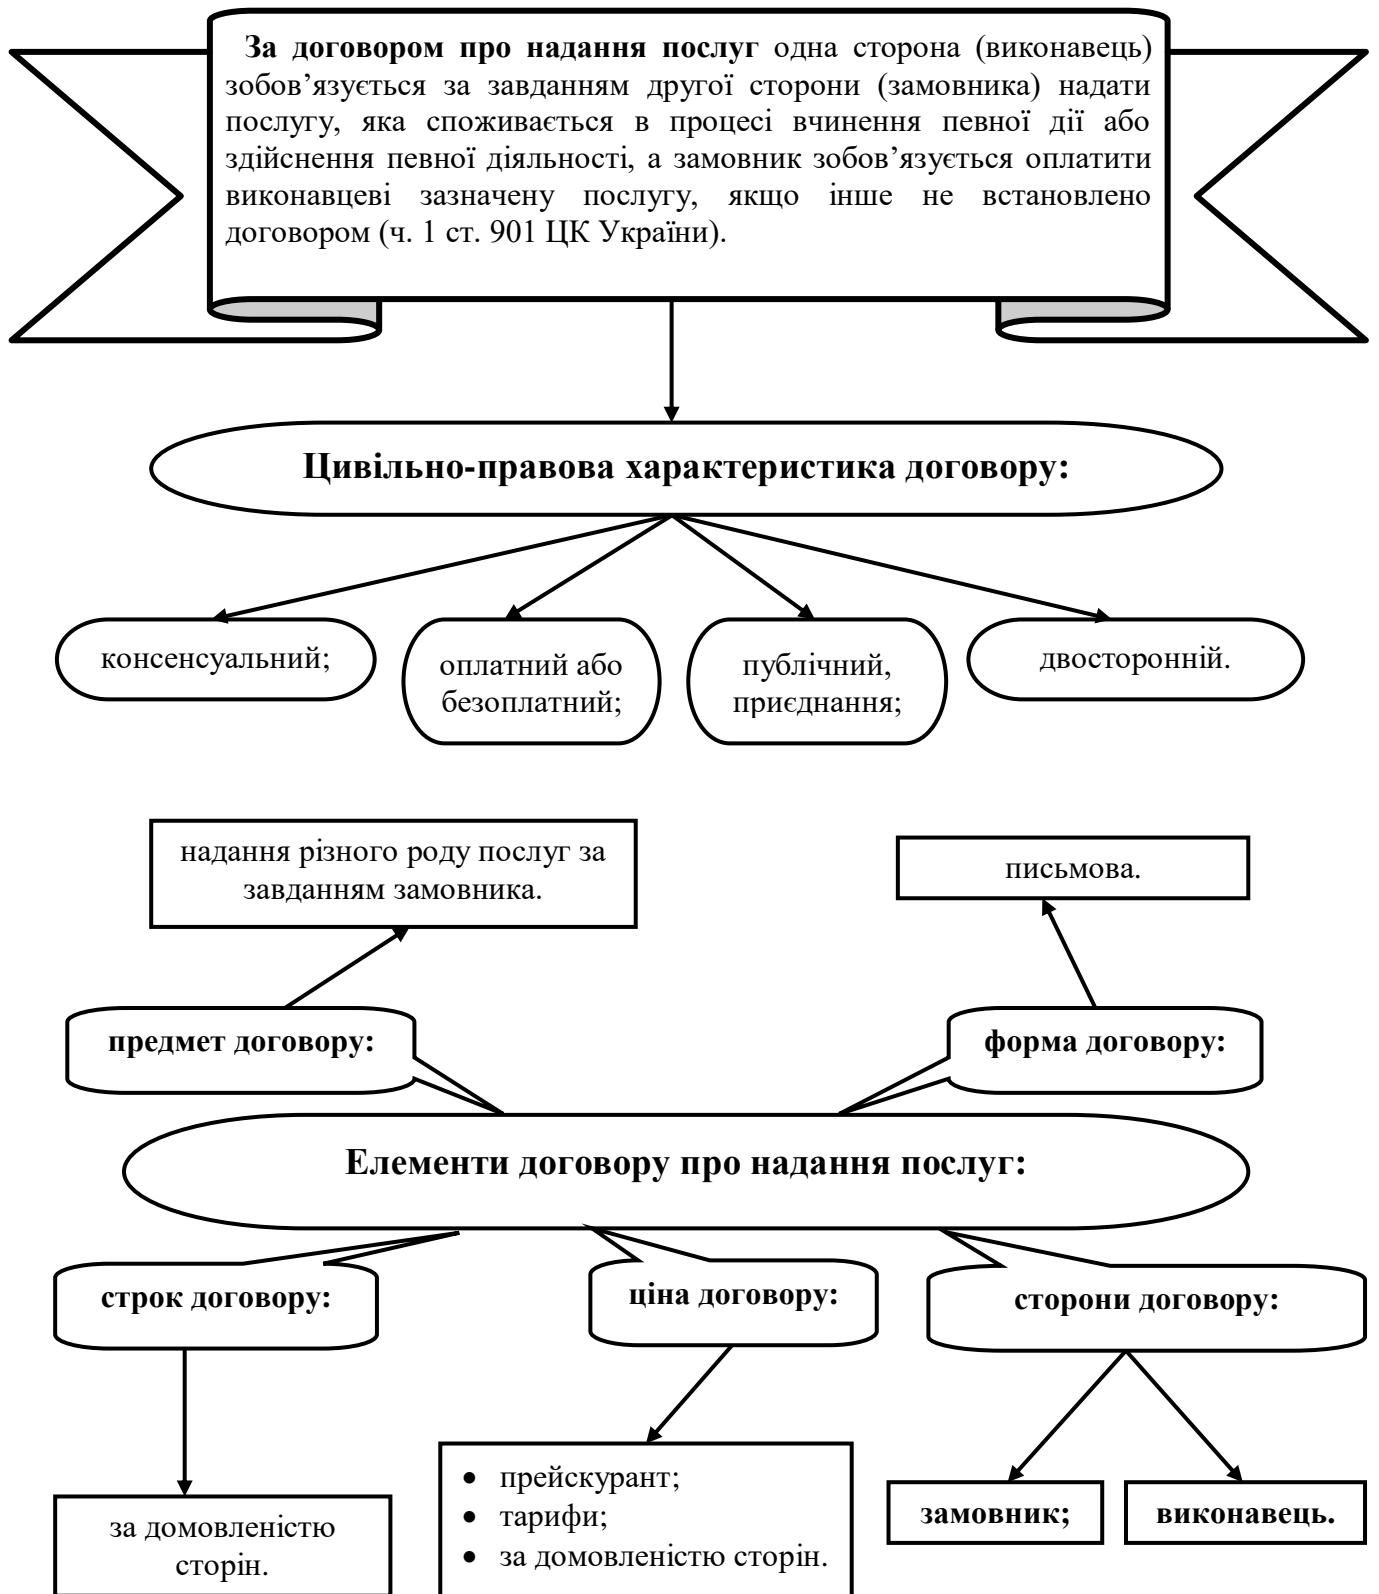 За договором про надання послуг одна сторона (виконавець)
зобов’язується за завданням другої сторони (замовника) надати
послугу, яка споживається в процесі вчинення певної дії або
здійснення певної діяльності, а замовник зобов’язується оплатити
виконавцеві зазначену послугу, якщо інше не встановлено
договором (ч. 1 ст. 901 ЦК України).
Цивільно-правова характеристика договору:
консенсуальний;
оплатний або
безоплатний;
публічний,
приєднання;
двосторонній.
надання різного роду послуг за
завданням замовника.
письмова.
предмет договору:
форма договору:
Елементи договору про надання послуг:
строк договору:
ціна договору:
сторони договору:
за домовленістю
сторін.
• прейскурант;
• тарифи;
• за домовленістю сторін.
замовник;
виконавець.